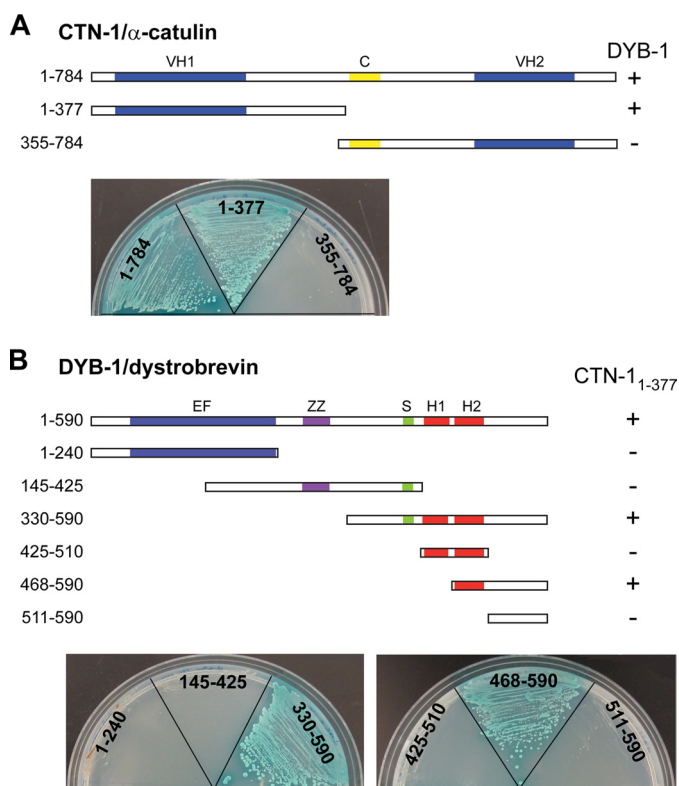 A CTN-1/α-catulin
DYB-1
VH1 C VH2
1-784 +
1-377 +
355-784 -
1-784 1-377 355-784
B DYB-1/dystrobrevin
CTN-1₁₋₃₇₇
EF ZZ S H1 H2
1-590 +
1-240 -
145-425 -
330-590 +
425-510 -
468-590 +
511-590 -
1-240 145-425 330-590
425-510 468-590 511-590